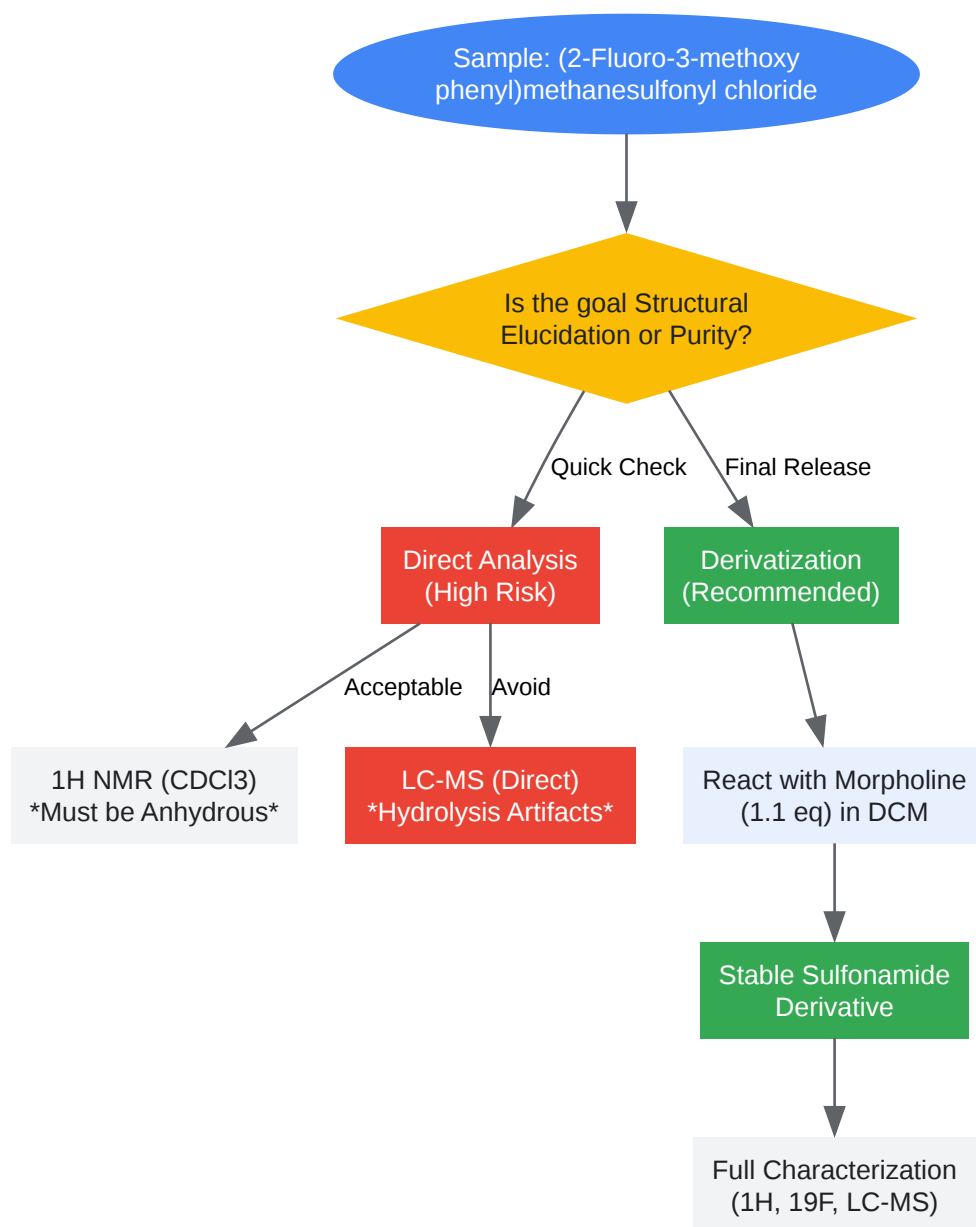 Sample: (2-Fluoro-3-methoxy
phenyl)methanesulfonyl chloride
Is the goal Structural
Elucidation or Purity?
Quick Check
Final Release
Direct Analysis
(High Risk)
Derivatization
(Recommended)
Acceptable
Avoid
1H NMR (CDCl3)
*Must be Anhydrous*
LC-MS (Direct)
*Hydrolysis Artifacts*
React with Morpholine
(1.1 eq) in DCM
Stable Sulfonamide
Derivative
Full Characterization
(1H, 19F, LC-MS)